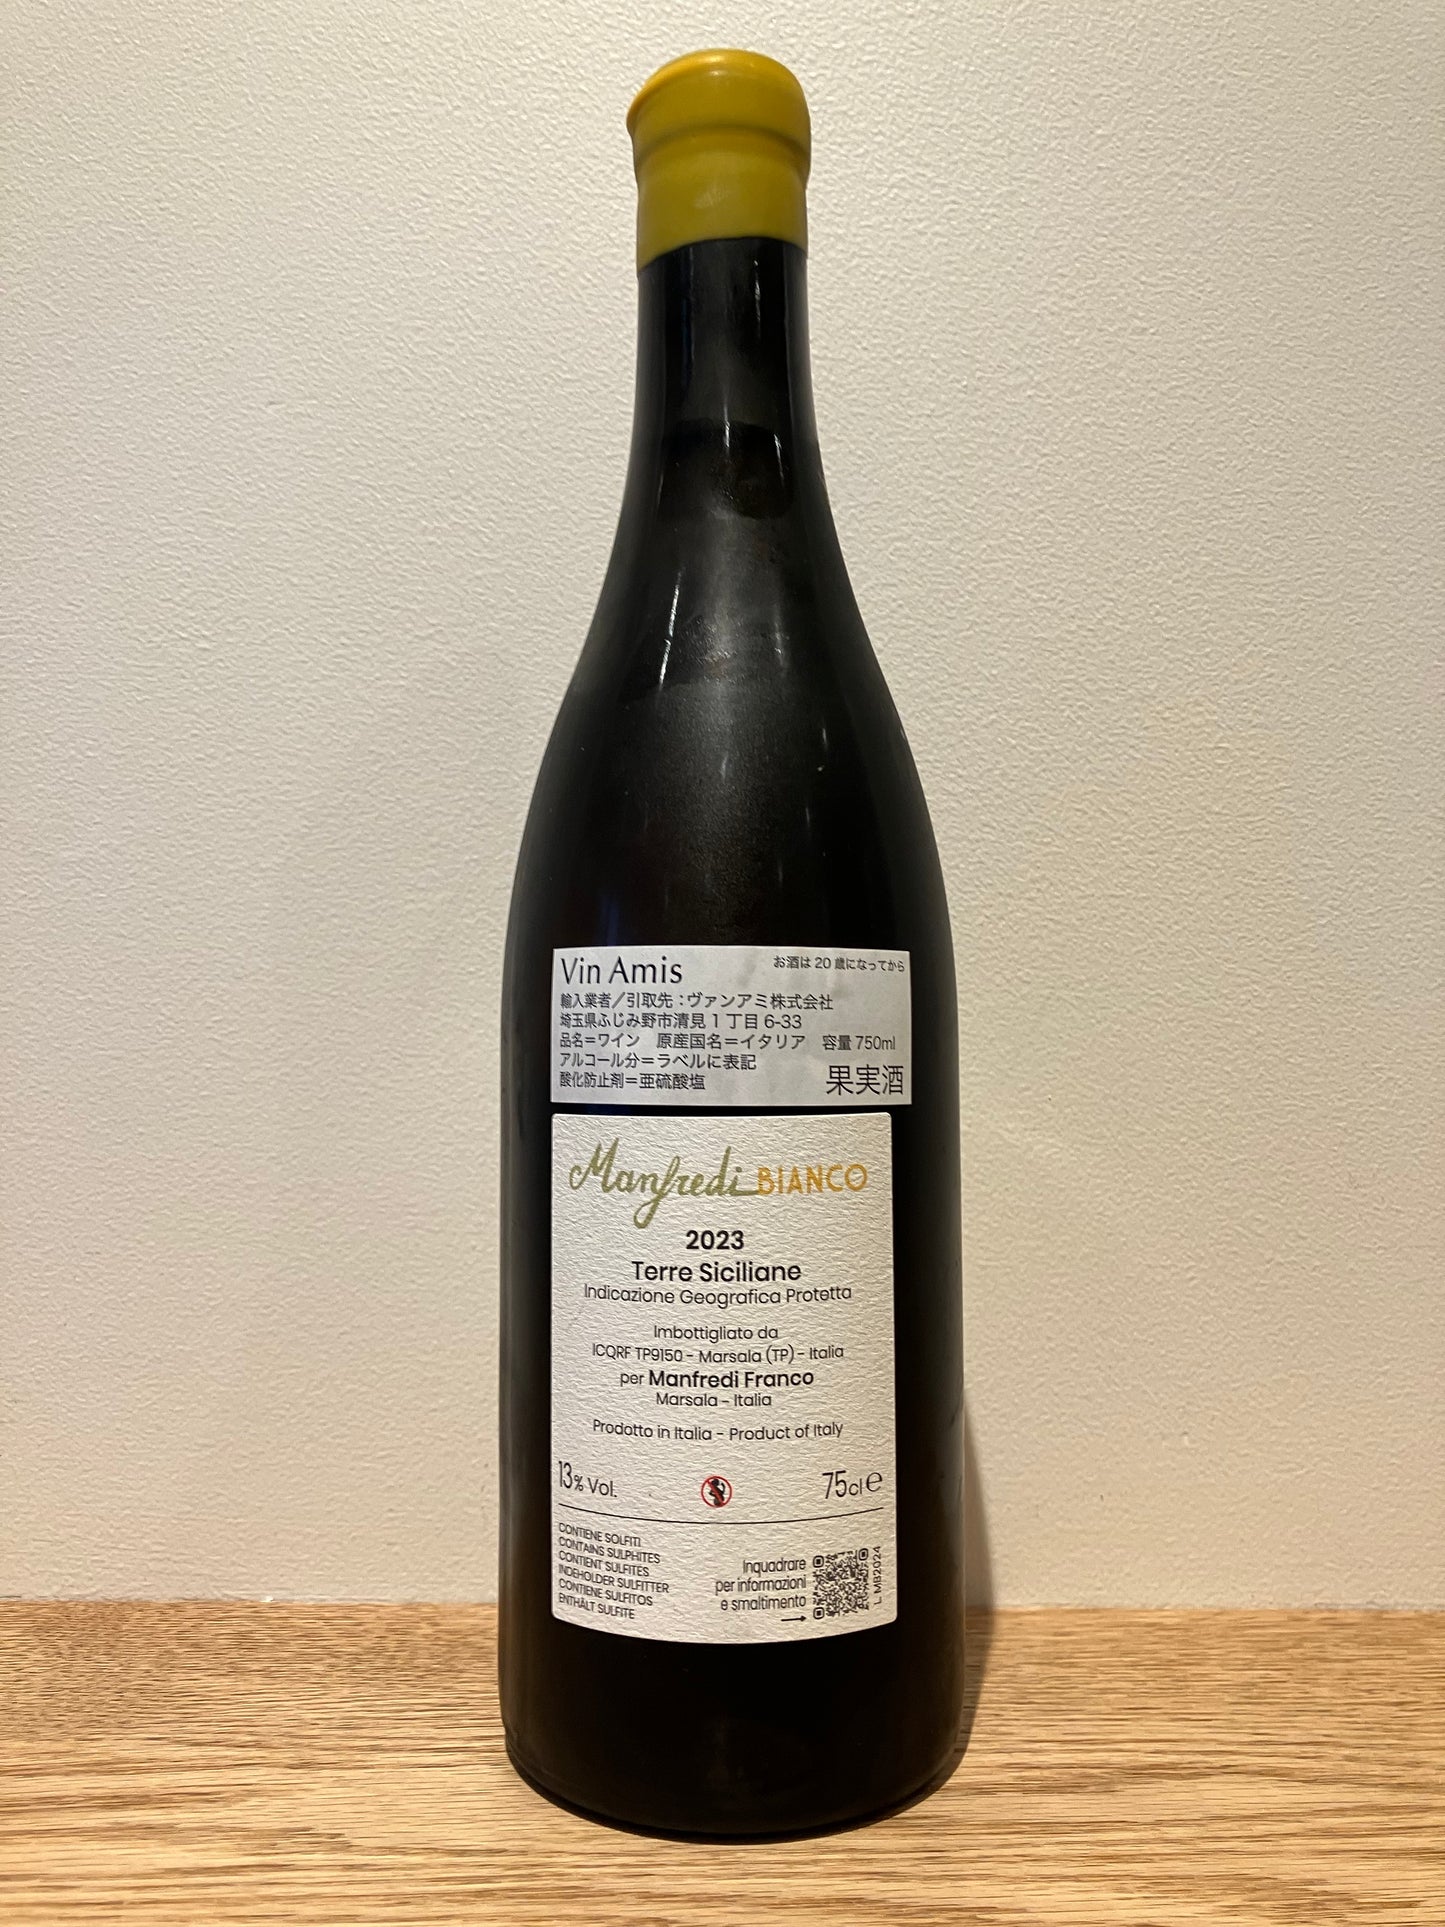 Vin Amis お酒は20歳になってから
輸入業者／引取先：ヴァンアミ株式会社
埼玉県ふじみ野市清見1丁目6-33
品名＝ワイン 原産国名＝イタリア 容量750ml
アルコール分＝ラベルに表記
酸化防止剤＝亜硫酸塩 果実酒
Manfredi BIANCO
2023
Terre Siciliane
Indicazione Geografica Protetta
Imbottigliato da
ICQRF TP9150 - Marsala (TP) - Italia
per Manfredi Franco
Marsala - Italia
Prodotto in Italia - Product of Italy
13% Vol. 75cl e
CONTIENE SOLFITI
CONTAINS SULPHITES
CONTIENT SULFITES
INDEHOLDER SULFITTER
CONTIENE SULFITOS
ENTHÄLT SULFITE
Inquadrare
per informazioni
e smaltimento
L MB2024